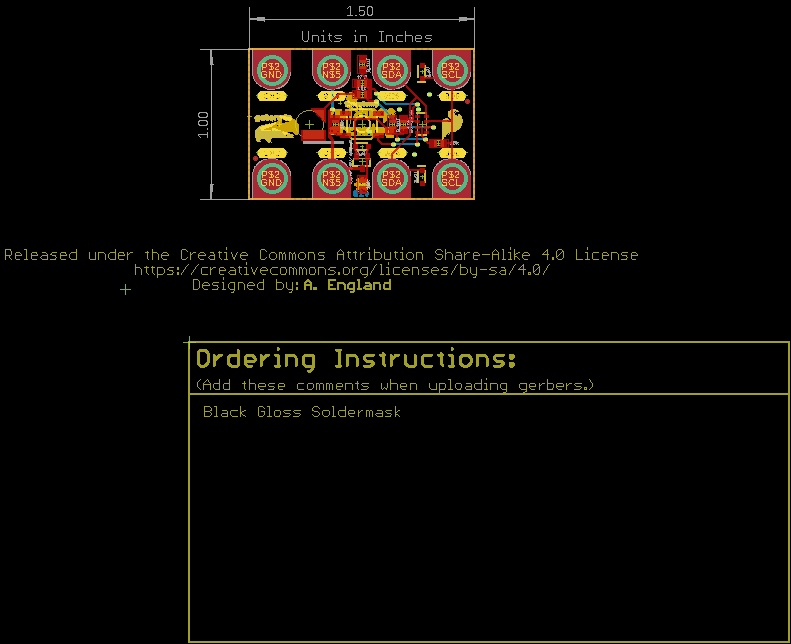 1.50
Units in Inches
P$2 P$2 P$2 P$2
GND N$5 SDA SCL
1.00
P$2 P$2 P$2 P$2
GND N$5 SDA SCL
Released under the Creative Commons Attribution Share-Alike 4.0 License
https://creativecommons.org/licenses/by-sa/4.0/
Designed by: A. England
Ordering Instructions:
(Add these comments when uploading gerbers.)
Black Gloss Soldermask